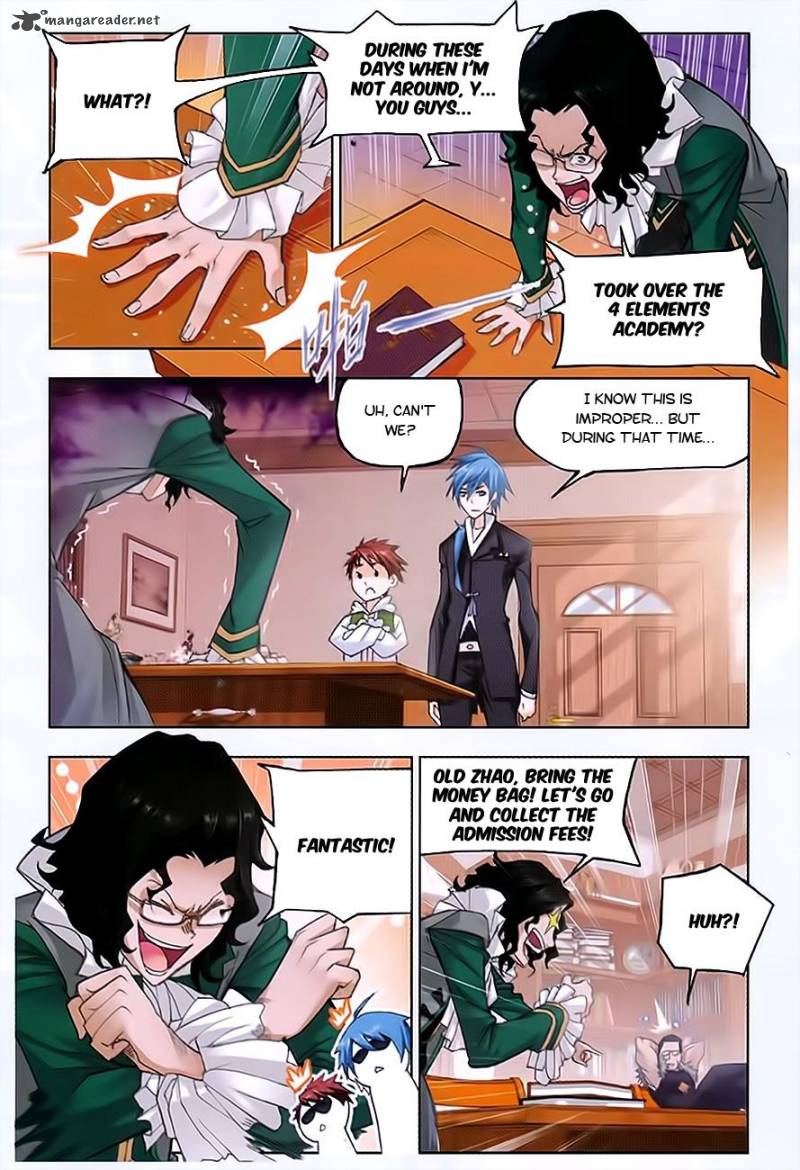 mangareader.net
WHAT?!
DURING THESE
DAYS WHEN I'M
NOT AROUND, Y...
YOU GUYS...
TOOK OVER THE
4 ELEMENTS
ACADEMY?
啪
UH, CAN'T
WE?
I KNOW THIS IS
IMPROPER... BUT
DURING THAT TIME...
FANTASTIC!
OLD ZHAO, BRING THE
MONEY BAG! LET'S GO
AND COLLECT THE
ADMISSION FEES!
HUH?!